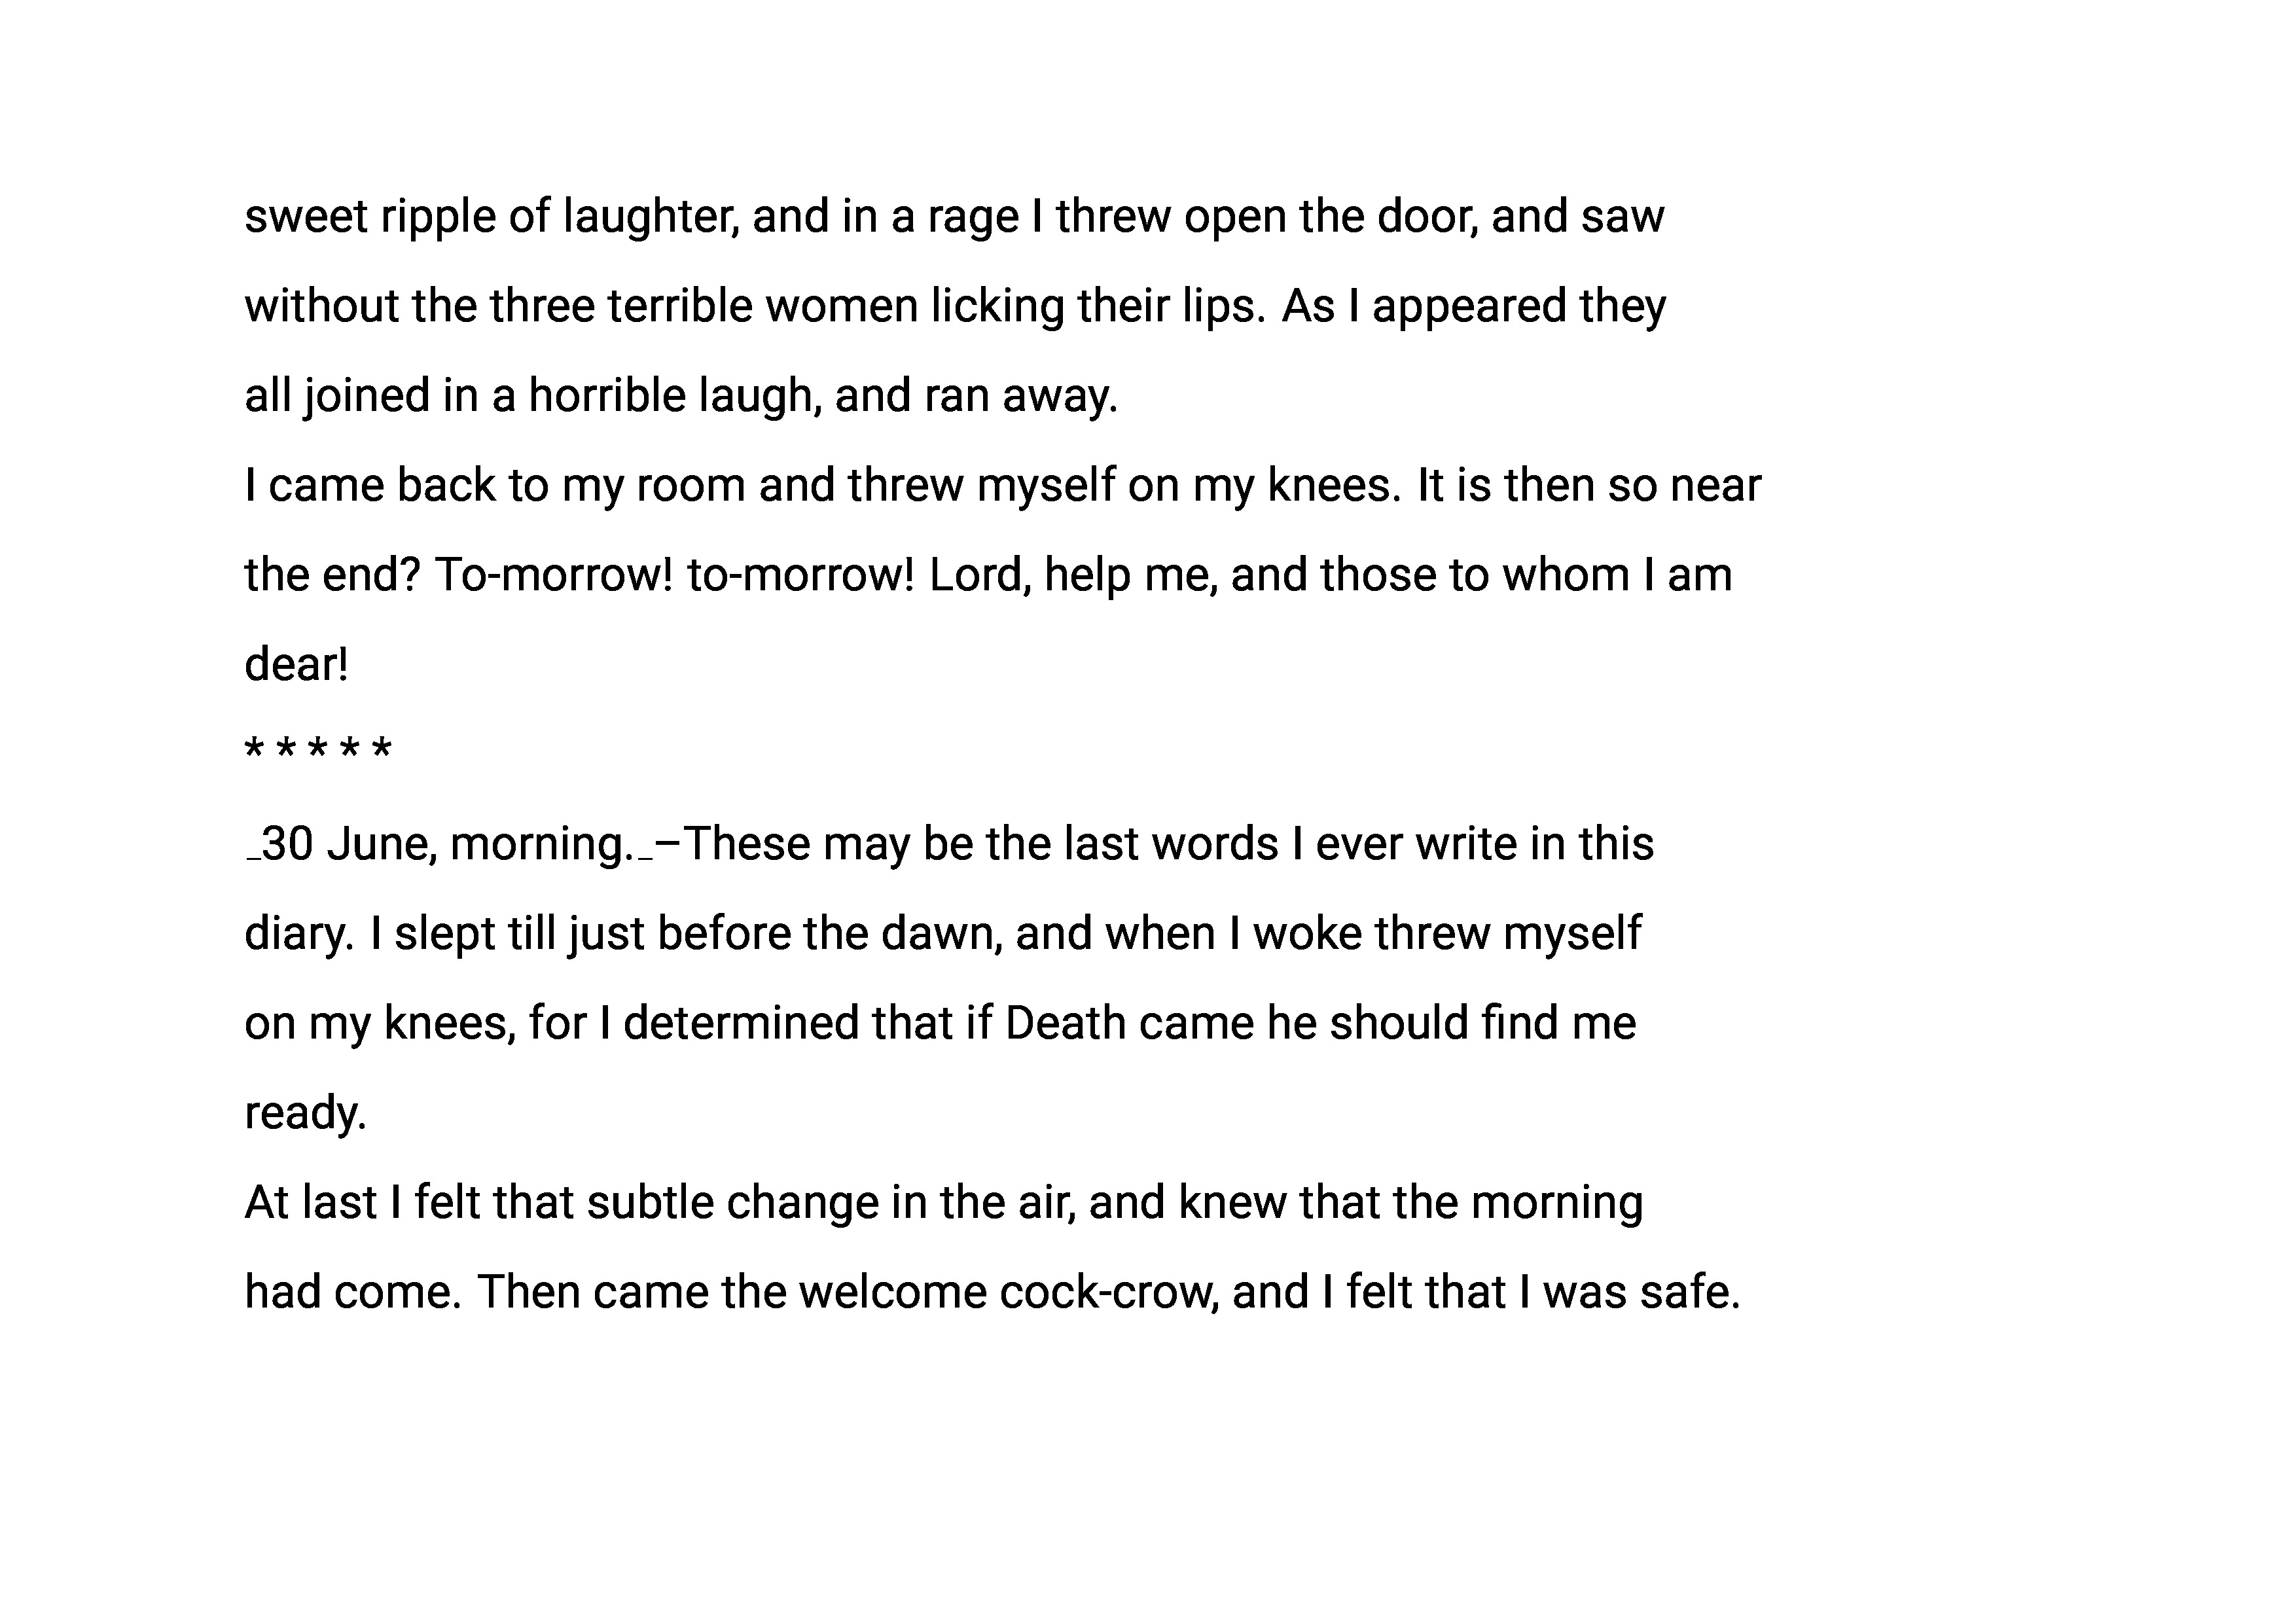 sweet ripple of laughter, and in a rage I threw open the door, and saw
without the three terrible women licking their lips. As I appeared they
all joined in a horrible laugh, and ran away.
I came back to my room and threw myself on my knees. It is then so near
the end? To-morrow! to-morrow! Lord, help me, and those to whom I am
dear!
* * * * *
_30 June, morning._–These may be the last words I ever write in this
diary. I slept till just before the dawn, and when I woke threw myself
on my knees, for I determined that if Death came he should find me
ready.
At last I felt that subtle change in the air, and knew that the morning
had come. Then came the welcome cock-crow, and I felt that I was safe.